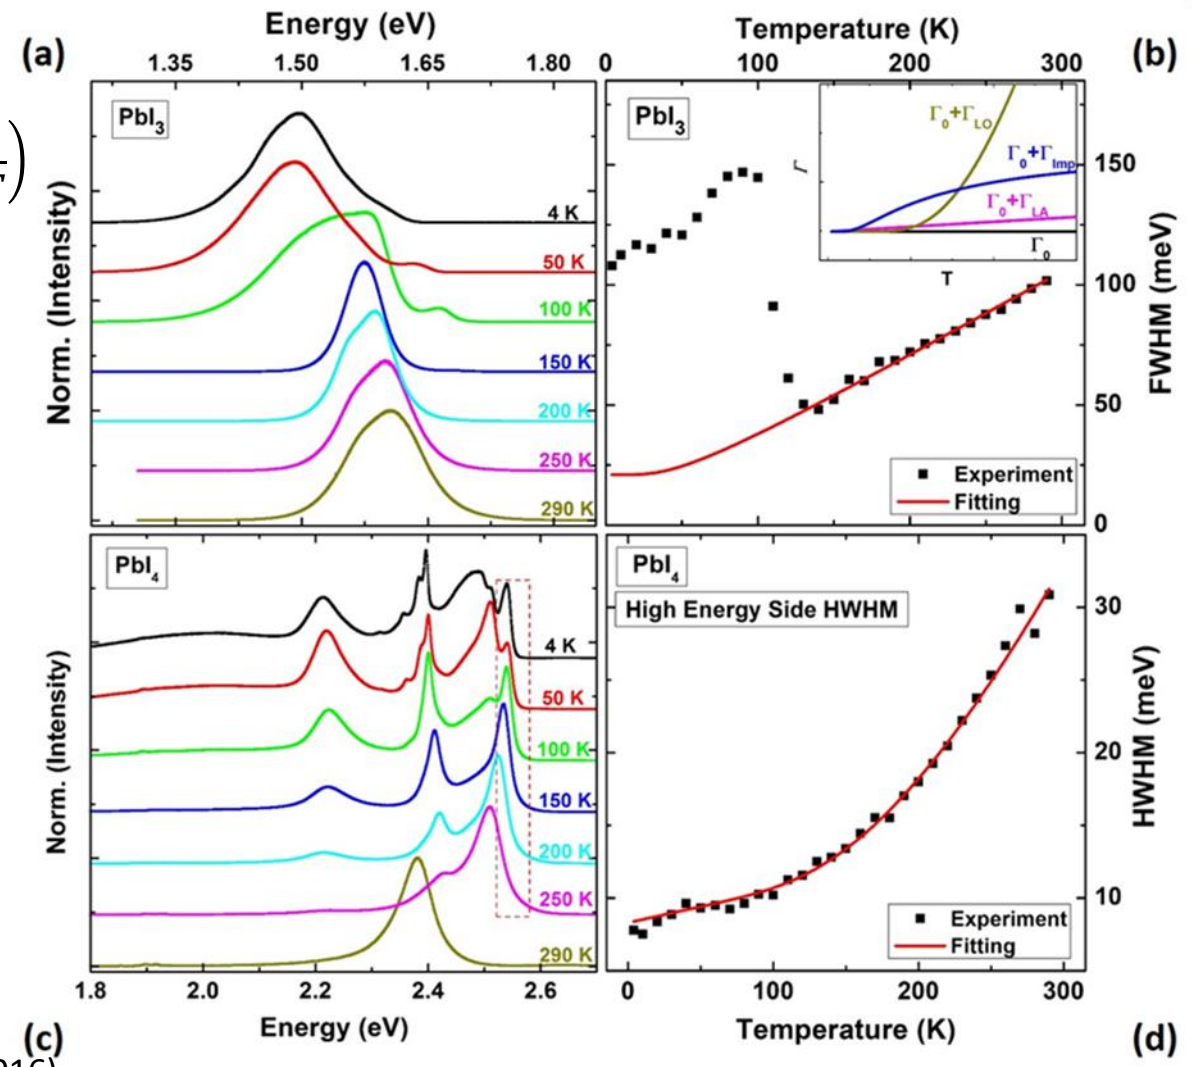 Energy (eV)
(a)
1.35 1.50 1.65 1.80
PbI3
Norm. (Intensity)
4 K
50 K
100 K
150 K
200 K
250 K
290 K
Temperature (K)
(b)
0 100 200 300
PbI3
Γ
Γ0+ΓLO
Γ0+ΓImp
Γ0+ΓLA
Γ0
T
150
100
50
0
FWHM (meV)
Experiment
Fitting
PbI4
Norm. (Intensity)
4 K
50 K
100 K
150 K
200 K
250 K
290 K
1.8 2.0 2.2 2.4 2.6
Energy (eV)
(c)
PbI4
High Energy Side HWHM
30
20
10
HWHM (meV)
Experiment
Fitting
0 100 200 300
Temperature (K)
(d)